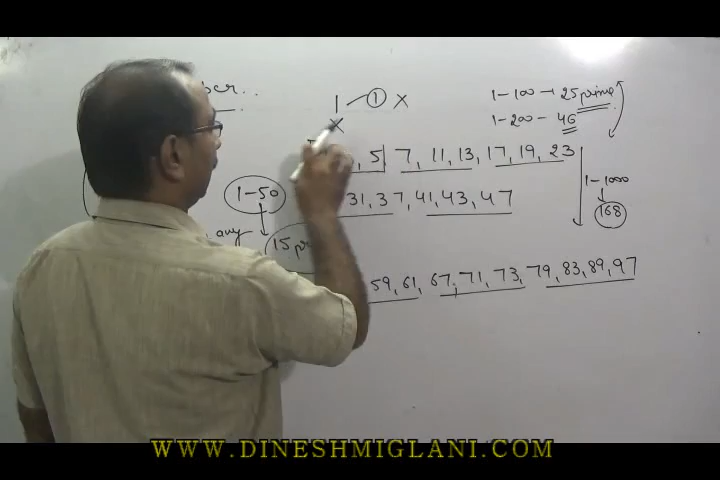 ber..
1 1 X
X
1-100 → 25 prime
1-200 - 46
, 5 7, 11, 13, 17, 19, 23
1-1000
168
1-50
31, 37, 41, 43, 47
any
15 pr
59, 61, 67, 71, 73, 79, 83, 89, 97
WWW.DINESHMIGLANI.COM